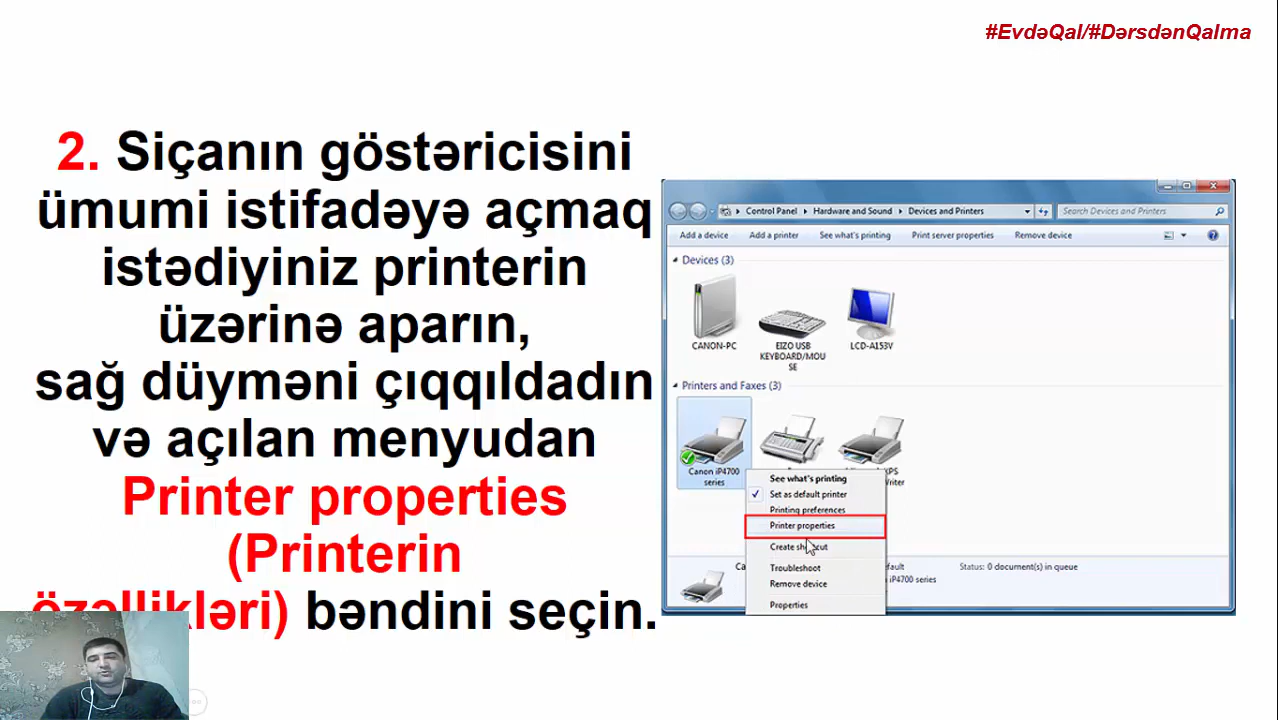 #EvdəQal/#DərsdənQalma
2. Siçanın göstəricisini
ümumi istifadəyə açmaq
istədiyiniz printerin
üzərinə aparın,
sağ düyməni çıqqıldadın
və açılan menyudan
Printer properties
(Printerin
özəllikləri) bəndini seçin.
Control Panel Hardware and Sound Devices and Printers
Search Devices and Printers
Add a device Add a printer See what's printing Print server properties Remove device
Devices (3)
CANON-PC
EIZO USB
KEYBOARD/MOU
SE
LCD-A153V
Printers and Faxes (3)
Canon iP4700
series
See what's printing
Set as default printer
Printing preferences
Printer properties
Create shortcut
Troubleshoot
Remove device
Properties
Status: 0 document(s) in queue
iP4700 series